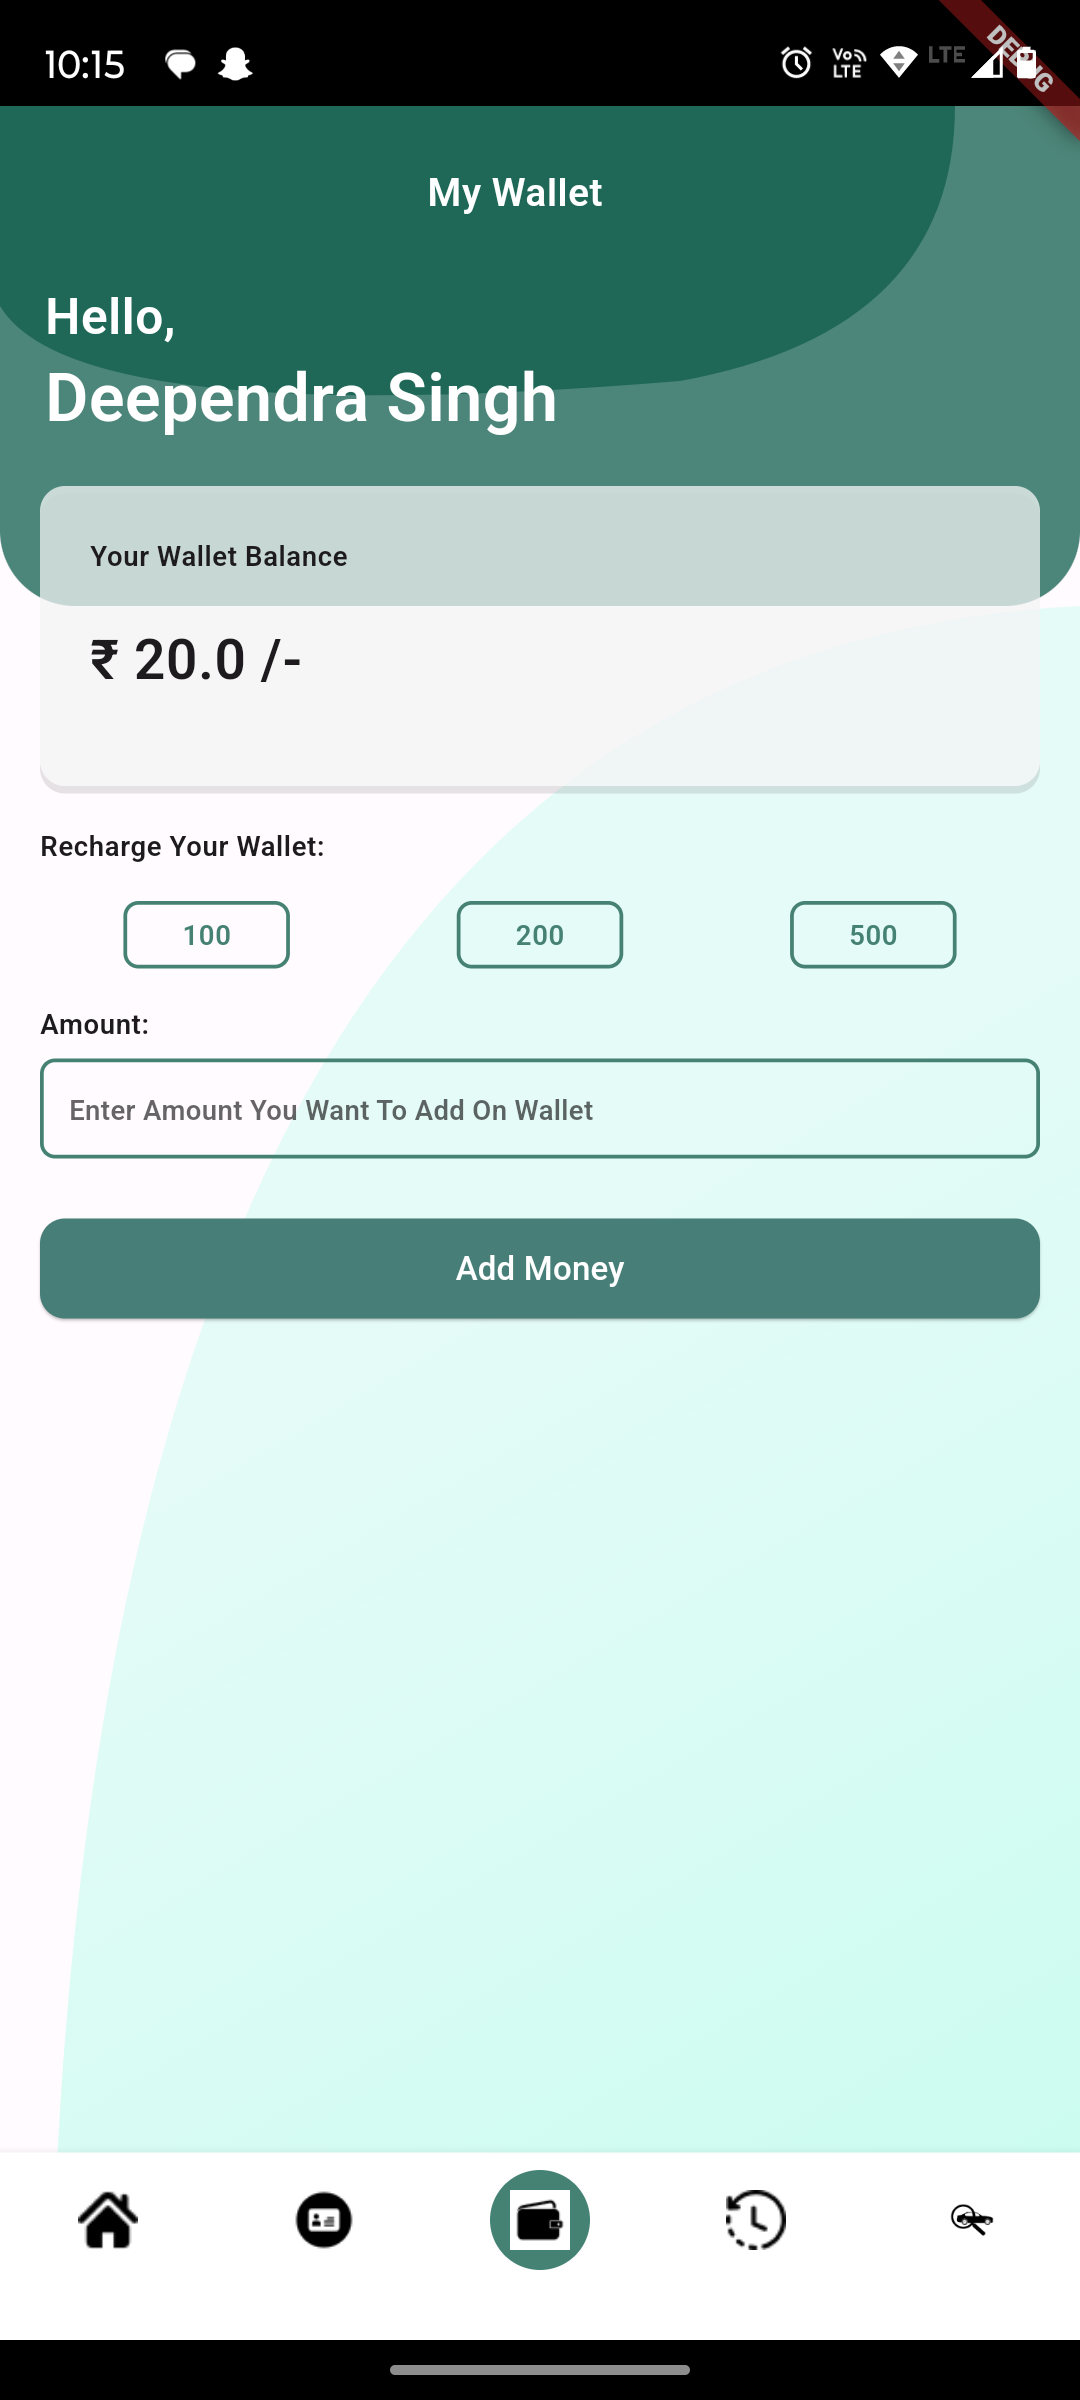 10:15
Vo LTE
LTE
DEBUG
My Wallet
Hello,
Deependra Singh
Your Wallet Balance
₹ 20.0 /-
Recharge Your Wallet:
100 200 500
Amount:
Enter Amount You Want To Add On Wallet
Add Money